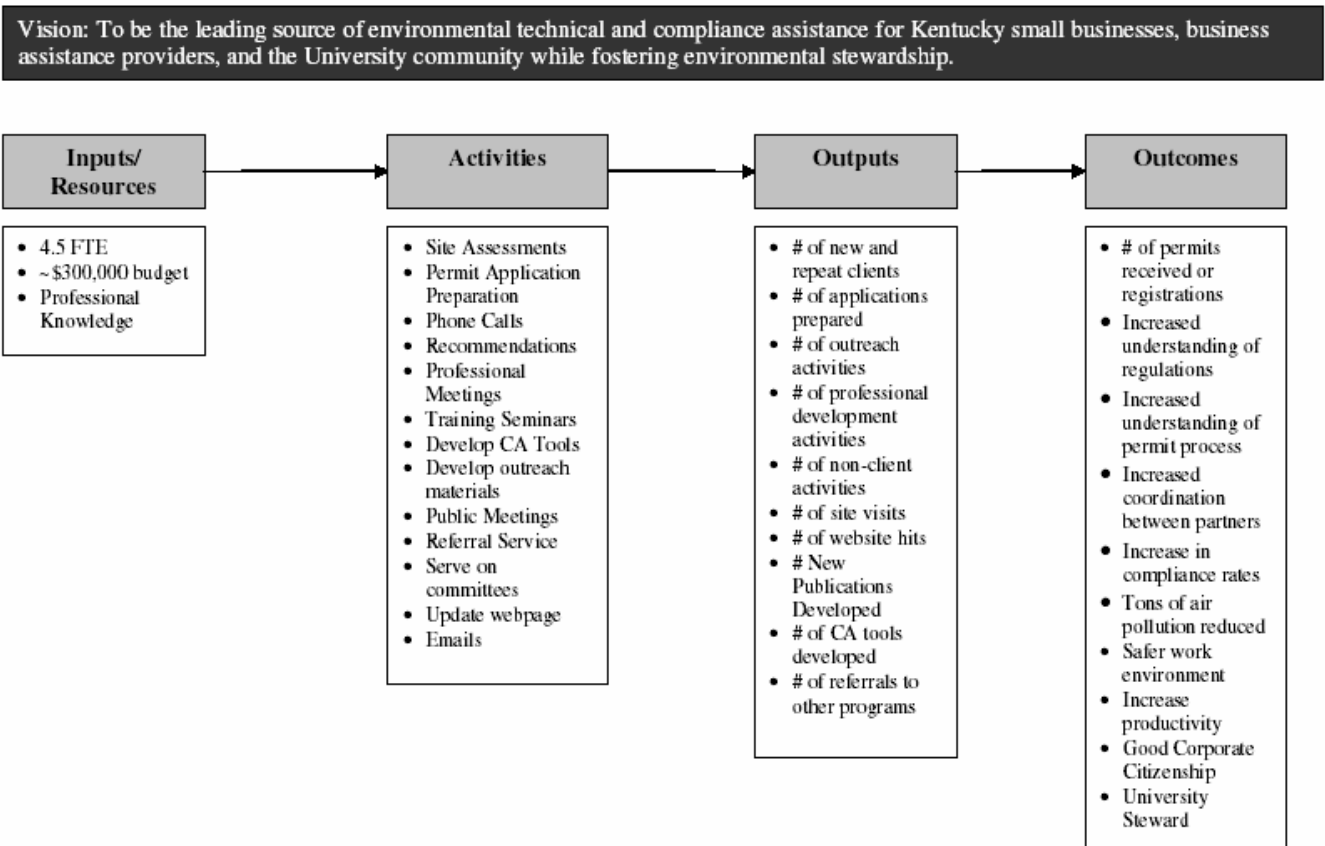 Vision: To be the leading source of environmental technical and compliance assistance for Kentucky small businesses, business
assistance providers, and the University community while fostering environmental stewardship.
Inputs/
Resources
• 4.5 FTE
• ~$300,000 budget
• Professional
Knowledge
Activities
• Site Assessments
• Permit Application
Preparation
• Phone Calls
• Recommendations
• Professional
Meetings
• Training Seminars
• Develop CA Tools
• Develop outreach
materials
• Public Meetings
• Referral Service
• Serve on
committees
• Update webpage
• Emails
Outputs
• # of new and
repeat clients
• # of applications
prepared
• # of outreach
activities
• # of professional
development
activities
• # of non-client
activities
• # of site visits
• # of website hits
• # New
Publications
Developed
• # of CA tools
developed
• # of referrals to
other programs
Outcomes
• # of permits
received or
registrations
• Increased
understanding of
regulations
• Increased
understanding of
permit process
• Increased
coordination
between partners
• Increase in
compliance rates
• Tons of air
pollution reduced
• Safer work
environment
• Increase
productivity
• Good Corporate
Citizenship
• University
Steward